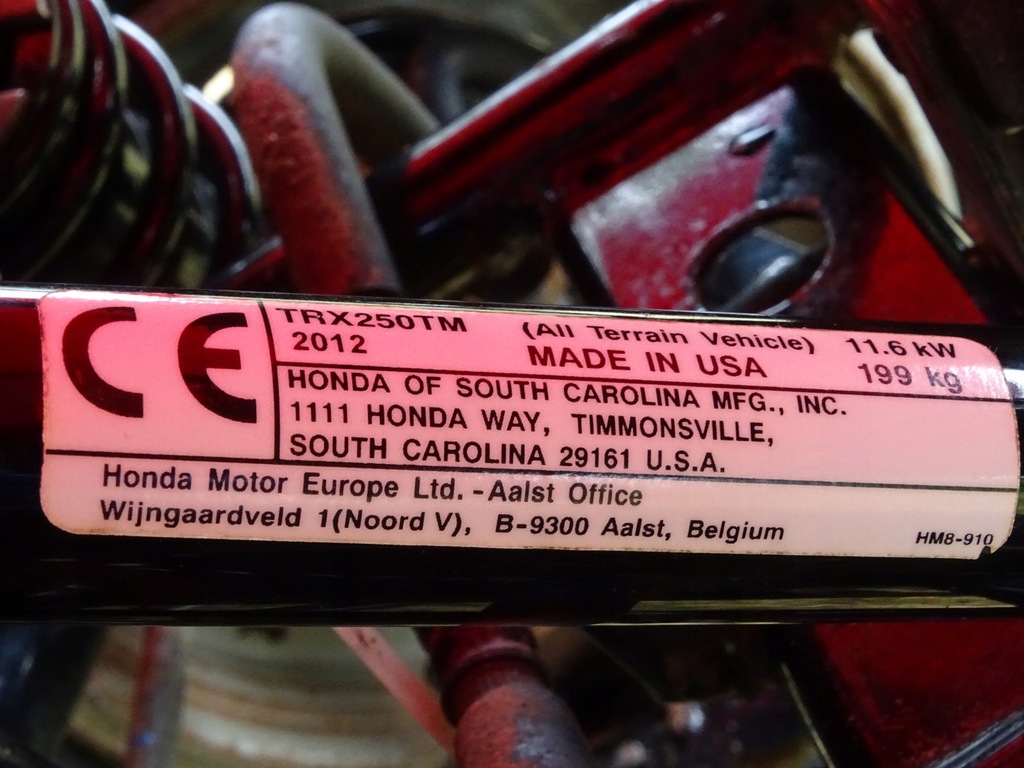 CE
TRX250TM (All Terrain Vehicle) 11.6 kW
2012 MADE IN USA 199 kg
HONDA OF SOUTH CAROLINA MFG., INC.
1111 HONDA WAY, TIMMONSVILLE,
SOUTH CAROLINA 29161 U.S.A.
Honda Motor Europe Ltd. - Aalst Office
Wijngaardveld 1(Noord V), B-9300 Aalst, Belgium
HM8-910